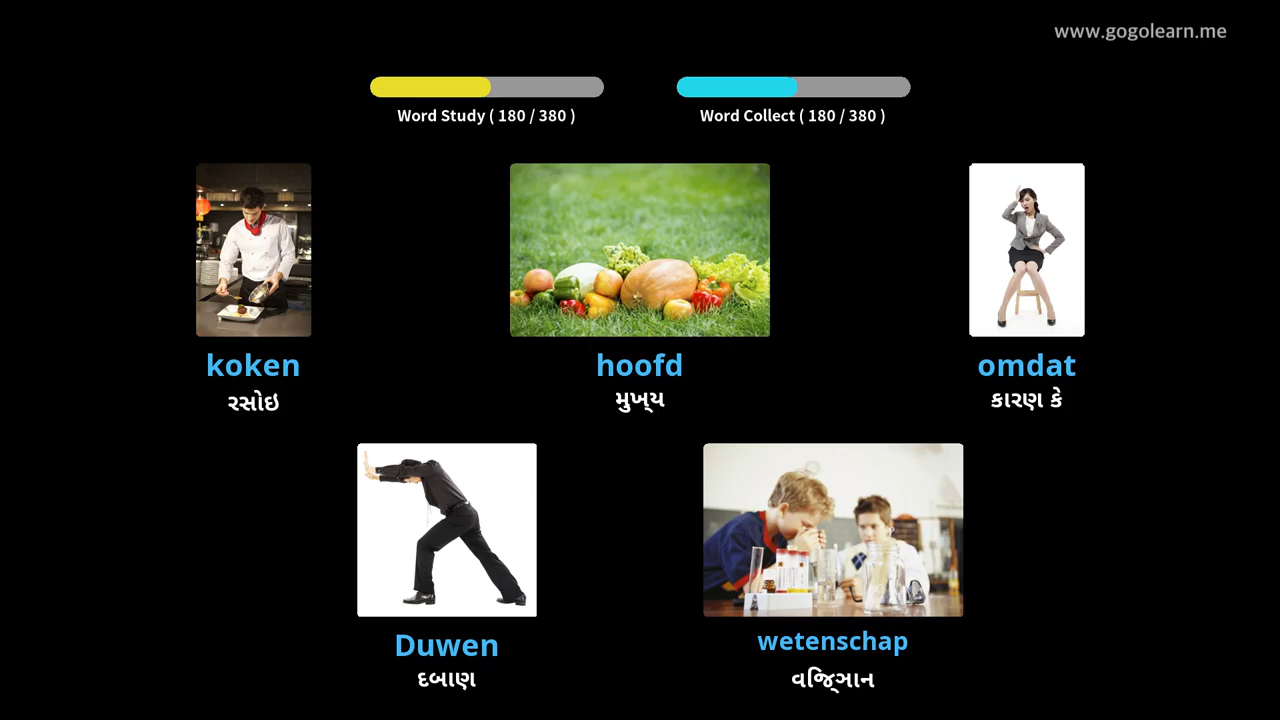 www.gogolearn.me
Word Study ( 180 / 380 )
Word Collect ( 180 / 380 )
koken
hoofd
omdat
રસોઇ
મુખ્ય
કારણ કે
Duwen
wetenschap
દબાણ
વિજ્ઞાન